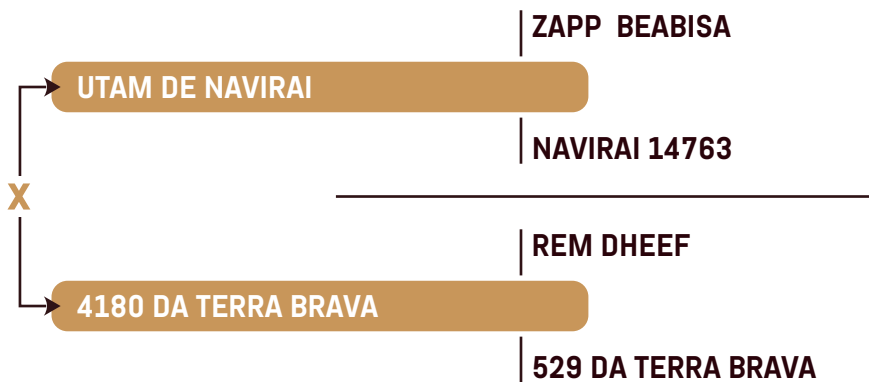 ZAPP BEABISA
UTAM DE NAVIRAI
NAVIRAI 14763
X
REM DHEEF
4180 DA TERRA BRAVA
529 DA TERRA BRAVA